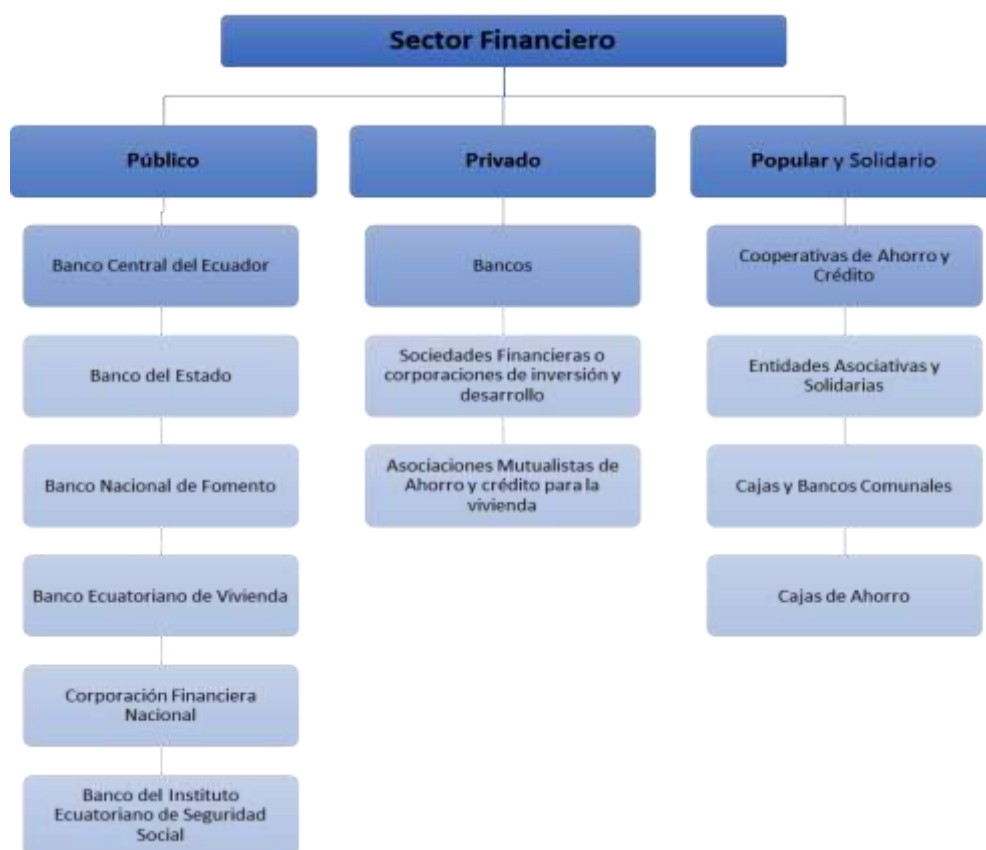 Sector Financiero
Público
Banco Central del Ecuador
Banco del Estado
Banco Nacional de Fomento
Banco Ecuatoriano de Vivienda
Corporación Financiera
Nacional
Banco del Instituto
Ecuatoriano de Seguridad
Social
Privado
Bancos
Sociedades Financieras o
corporaciones de inversión y
desarrollo
Asociaciones Mutualistas de
Ahorro y crédito para la
vivienda
Popular y Solidario
Cooperativas de Ahorro y
Crédito
Entidades Asociativas y
Solidarias
Cajas y Bancos Comunales
Cajas de Ahorro